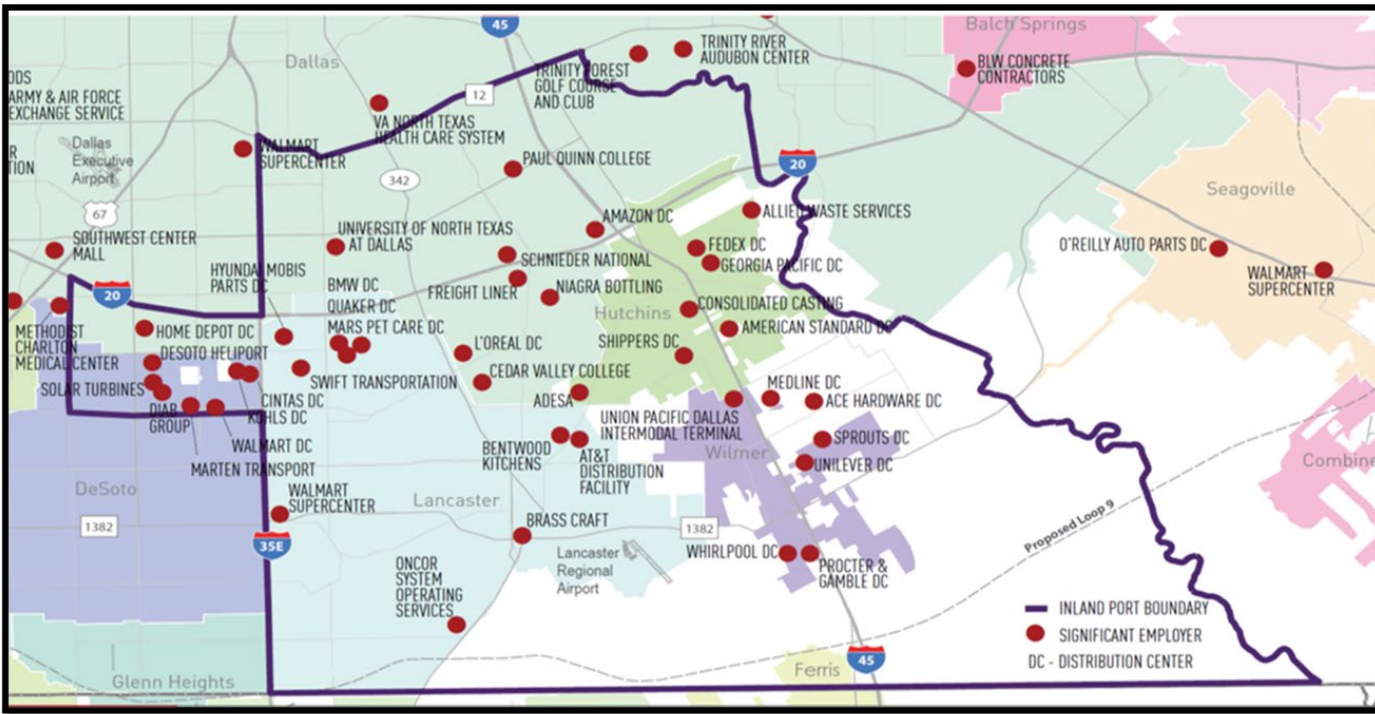 45
Balch Springs
Dallas
TRINITY RIVER
AUDUBON CENTER
BLW CONCRETE
CONTRACTORS
TRINITY FOREST
GOLF COURSE
AND CLUB
ODS
ARMY & AIR FORCE
EXCHANGE SERVICE
12
VA NORTH TEXAS
HEALTH CARE SYSTEM
Dallas
Executive
Airport
R
TION
WALMART
SUPERCENTER
PAUL QUINN COLLEGE
20
342
Seagoville
67
AMAZON DC
ALLIED WASTE SERVICES
SOUTHWEST CENTER
MALL
UNIVERSITY OF NORTH TEXAS
AT DALLAS
FEDEX DC
GEORGIA PACIFIC DC
O'REILLY AUTO PARTS DC
WALMART
SUPERCENTER
HYUNDAI MOBIS
PARTS DC
SCHNIEDER NATIONAL
FREIGHT LINER
NIAGRA BOTTLING
BMW DC
QUAKER DC
MARS PET CARE DC
20
CONSOLIDATED CASTING
Hutchins
AMERICAN STANDARD DC
SHIPPERS DC
METHODIST
CHARLTON
MEDICAL CENTER
HOME DEPOT DC
DESOTO HELIPORT
L'OREAL DC
CEDAR VALLEY COLLEGE
SWIFT TRANSPORTATION
SOLAR TURBINES
CINTAS DC
KOHLS DC
DIAB
GROUP
ADESA
MEDLINE DC
ACE HARDWARE DC
UNION PACIFIC DALLAS
INTERMODAL TERMINAL
WALMART DC
MARTEN TRANSPORT
BENTWOOD
KITCHENS
AT&T
DISTRIBUTION
FACILITY
SPROUTS DC
Wilmer
UNILEVER DC
Combine
DeSoto
WALMART
SUPERCENTER
Lancaster
1382
35E
BRASS CRAFT
1382
Proposed Loop 9
Lancaster
Regional
Airport
WHIRLPOOL DC
PROCTER &
GAMBLE DC
ONCOR
SYSTEM
OPERATING
SERVICES
INLAND PORT BOUNDARY
SIGNIFICANT EMPLOYER
DC - DISTRIBUTION CENTER
45
Ferris
Glenn Heights